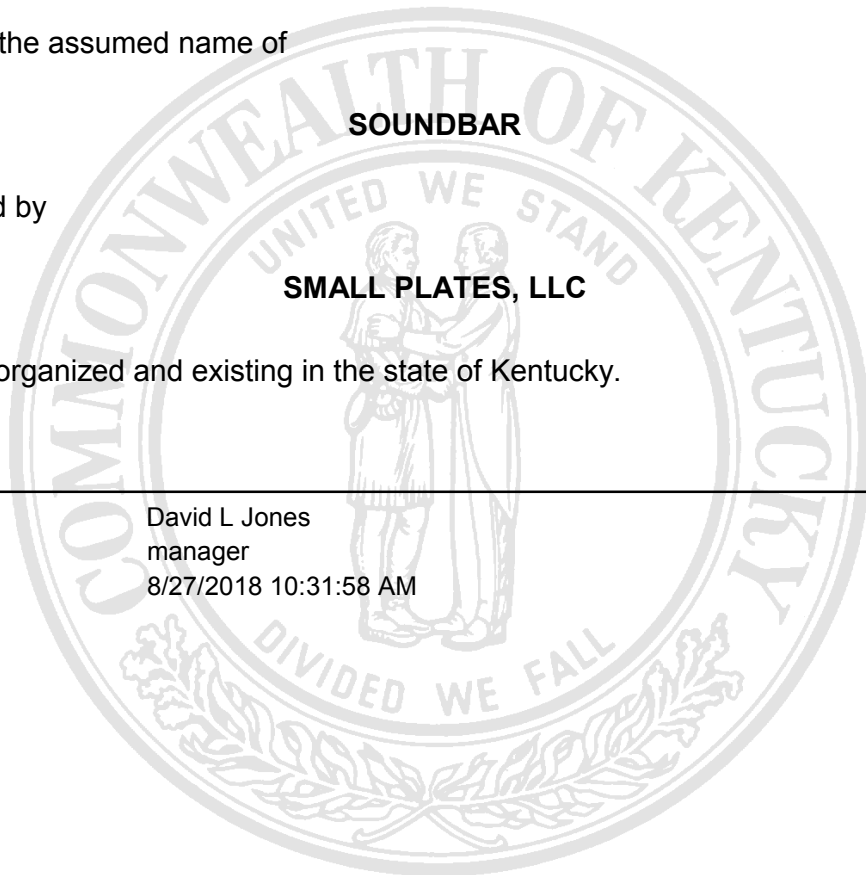 the assumed name of
SOUNDBAR
d by
SMALL PLATES, LLC
organized and existing in the state of Kentucky.
David L Jones
manager
8/27/2018 10:31:58 AM
COMMONWEALTH OF KENTUCKY
UNITED WE STAND
DIVIDED WE FALL